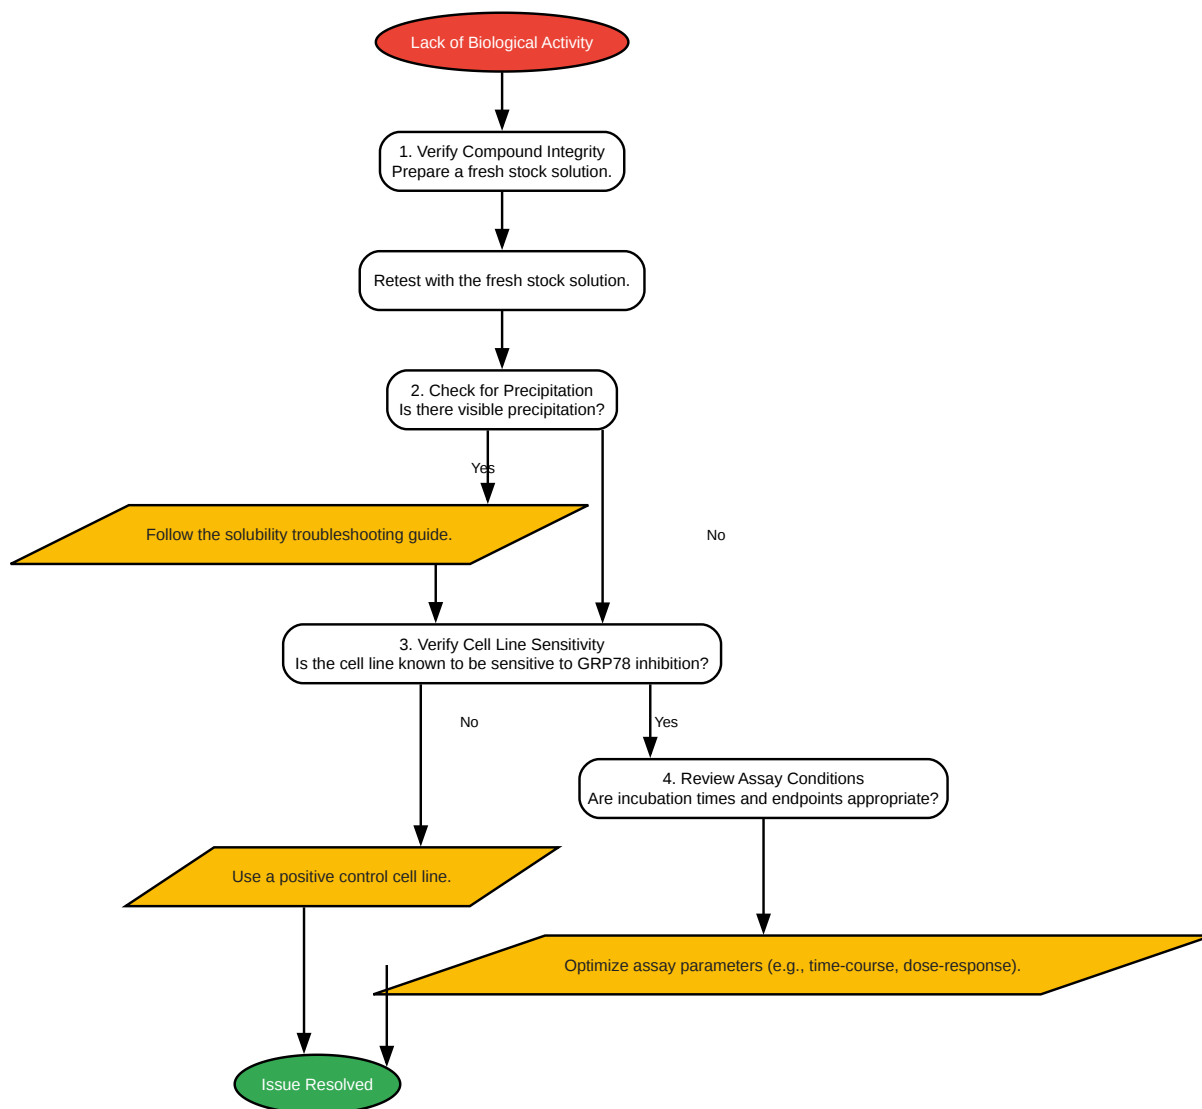 Lack of Biological Activity
1. Verify Compound Integrity
Prepare a fresh stock solution.
Retest with the fresh stock solution.
2. Check for Precipitation
Is there visible precipitation?
Yes
Follow the solubility troubleshooting guide.
No
3. Verify Cell Line Sensitivity
Is the cell line known to be sensitive to GRP78 inhibition?
No
Yes
4. Review Assay Conditions
Are incubation times and endpoints appropriate?
Use a positive control cell line.
Optimize assay parameters (e.g., time-course, dose-response).
Issue Resolved